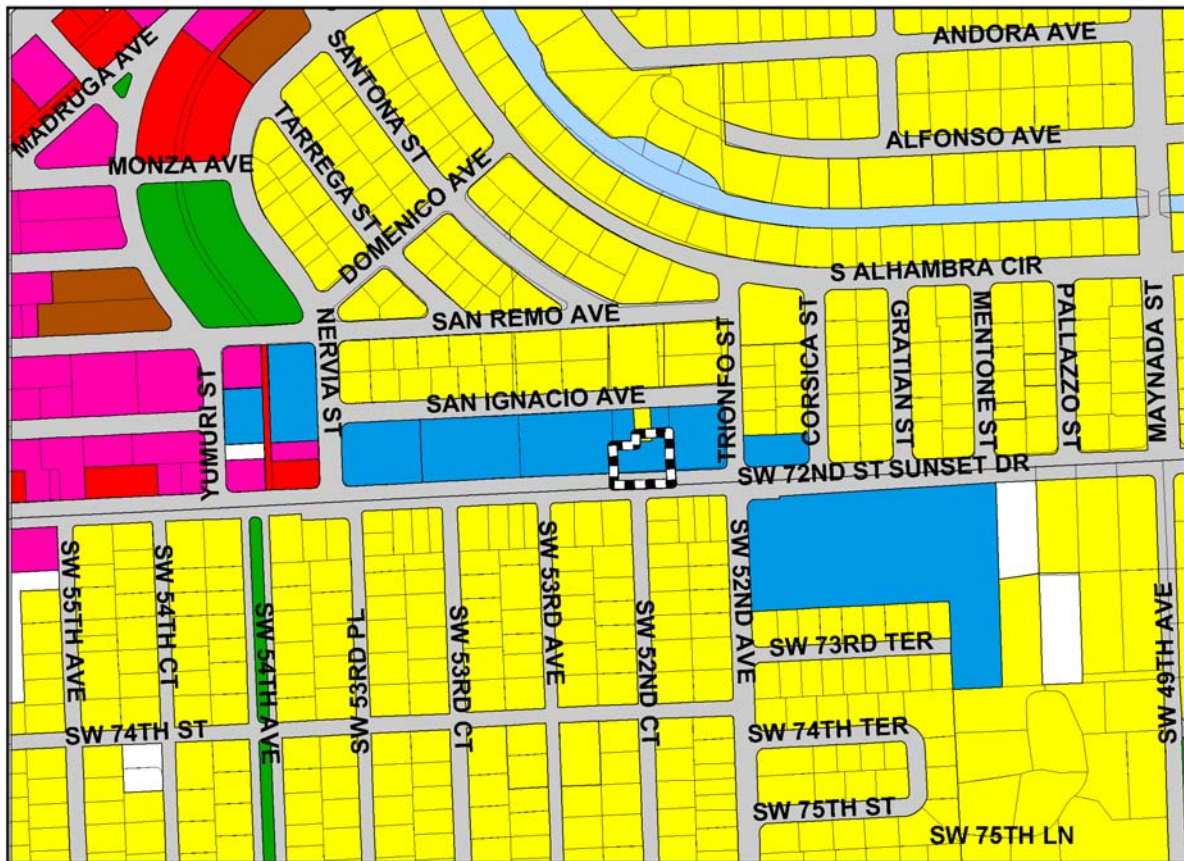 ANDORA AVE
MADRUGA AVE
SANTONA ST
TARREGA ST
ALFONSO AVE
MONZA AVE
DOMENICO AVE
S ALHAMBRA CIR
SAN REMO AVE
NERVIA ST
TRIONFO ST
CORSICA ST
GRATIAN ST
MENTONE ST
PALLAZZO ST
MAYNADA ST
YUMURI ST
SAN IGNACIO AVE
SW 72ND ST SUNSET DR
SW 55TH AVE
SW 54TH CT
SW 54TH AVE
SW 53RD PL
SW 53RD CT
SW 53RD AVE
SW 52ND CT
SW 52ND AVE
SW 73RD TER
SW 49TH AVE
SW 74TH ST
SW 74TH TER
SW 75TH ST
SW 75TH LN